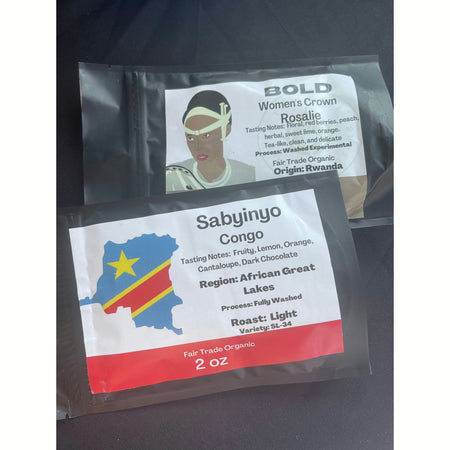 BOLD
Women's Crown
Rosalie
Tasting Notes: Floral, red berries, peach,
herbal, sweet lime, orange.
Tea-like, clean, and delicate
Process: Washed Experimental
Fair Trade Organic
Origin: Rwanda
Sabyinyo
Congo
Tasting Notes: Fruity, Lemon, Orange,
Cantaloupe, Dark Chocolate
Region: African Great
Lakes
Process: Fully Washed
Roast: Light
Variety: SL-34
Fair Trade Organic
2 oz